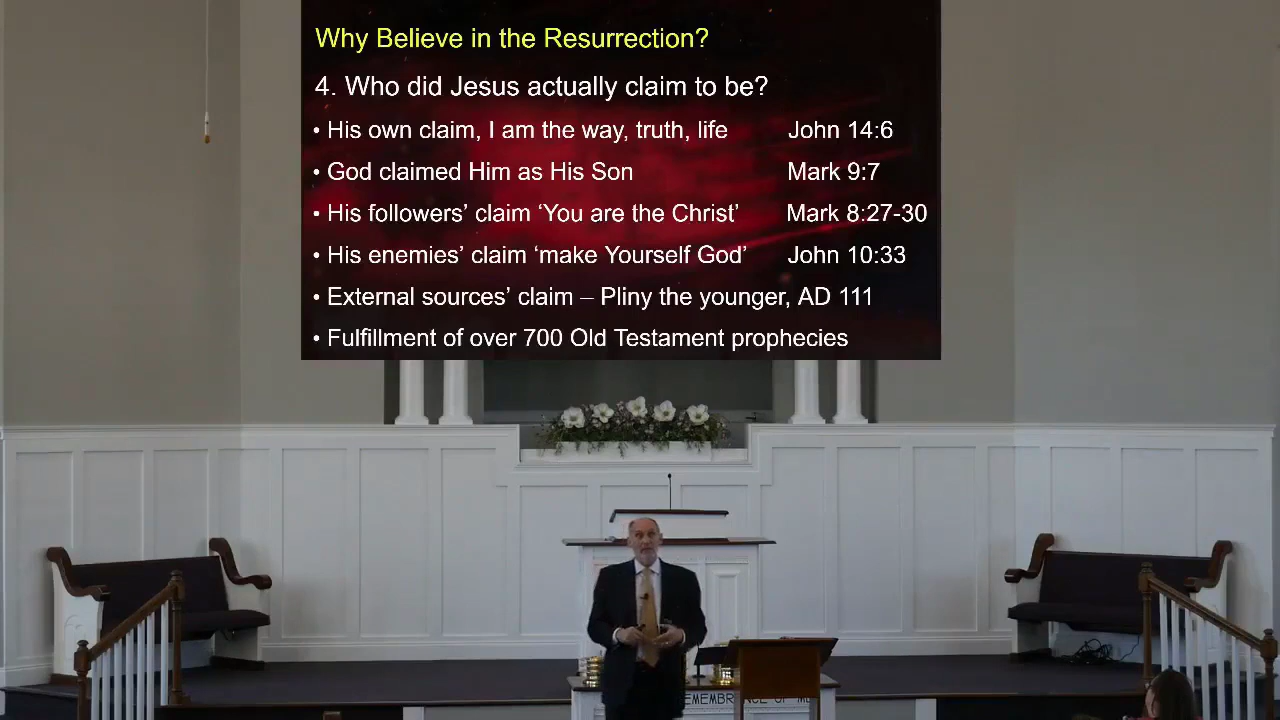 Why Believe in the Resurrection?
4. Who did Jesus actually claim to be?
• His own claim, I am the way, truth, life John 14:6
• God claimed Him as His Son Mark 9:7
• His followers’ claim ‘You are the Christ’ Mark 8:27-30
• His enemies’ claim ‘make Yourself God’ John 10:33
• External sources’ claim – Pliny the younger, AD 111
• Fulfillment of over 700 Old Testament prophecies
OF